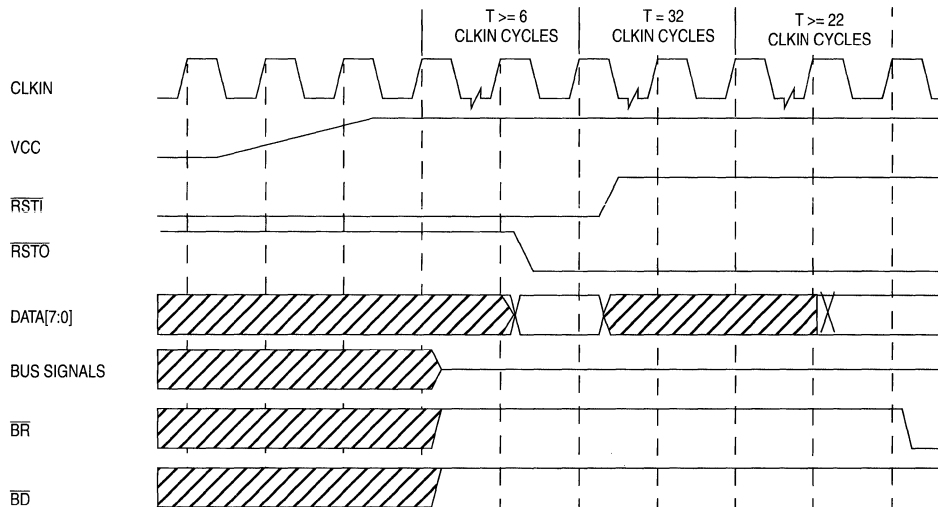 T >= 6
CLKIN CYCLES
T = 32
CLKIN CYCLES
T >= 22
CLKIN CYCLES
CLKIN
VCC
RSTI
RSTO
DATA[7:0]
BUS SIGNALS
BR
BD